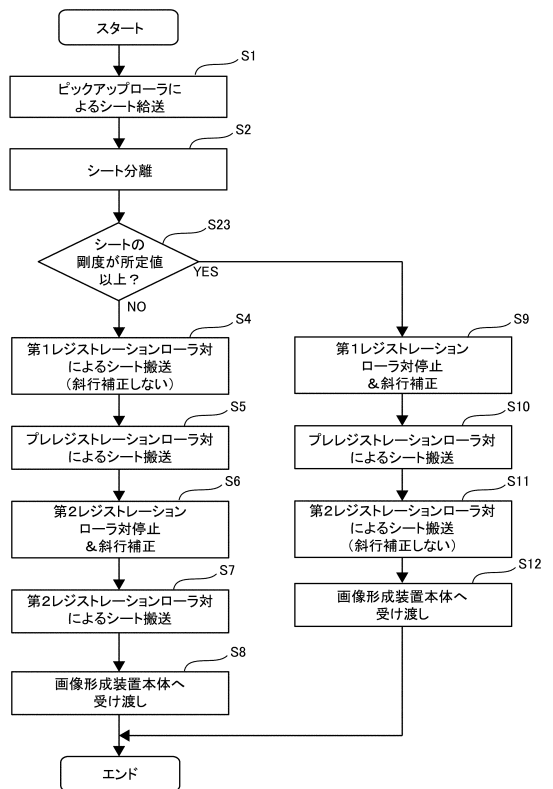 スタート
S1
ピックアップローラに
よるシート給送
S2
シート分離
S23
シートの
剛度が所定値
以上？
YES
NO
S4
第1レジストレーションローラ対
によるシート搬送
(斜行補正しない)
S5
プレレジストレーションローラ対
によるシート搬送
S6
第2レジストレーション
ローラ対停止
&斜行補正
S7
第2レジストレーションローラ対
によるシート搬送
S8
画像形成装置本体へ
受け渡し
S9
第1レジストレーション
ローラ対停止
&斜行補正
S10
プレレジストレーションローラ対
によるシート搬送
S11
第2レジストレーションローラ対
によるシート搬送
(斜行補正しない)
S12
画像形成装置本体へ
受け渡し
エンド